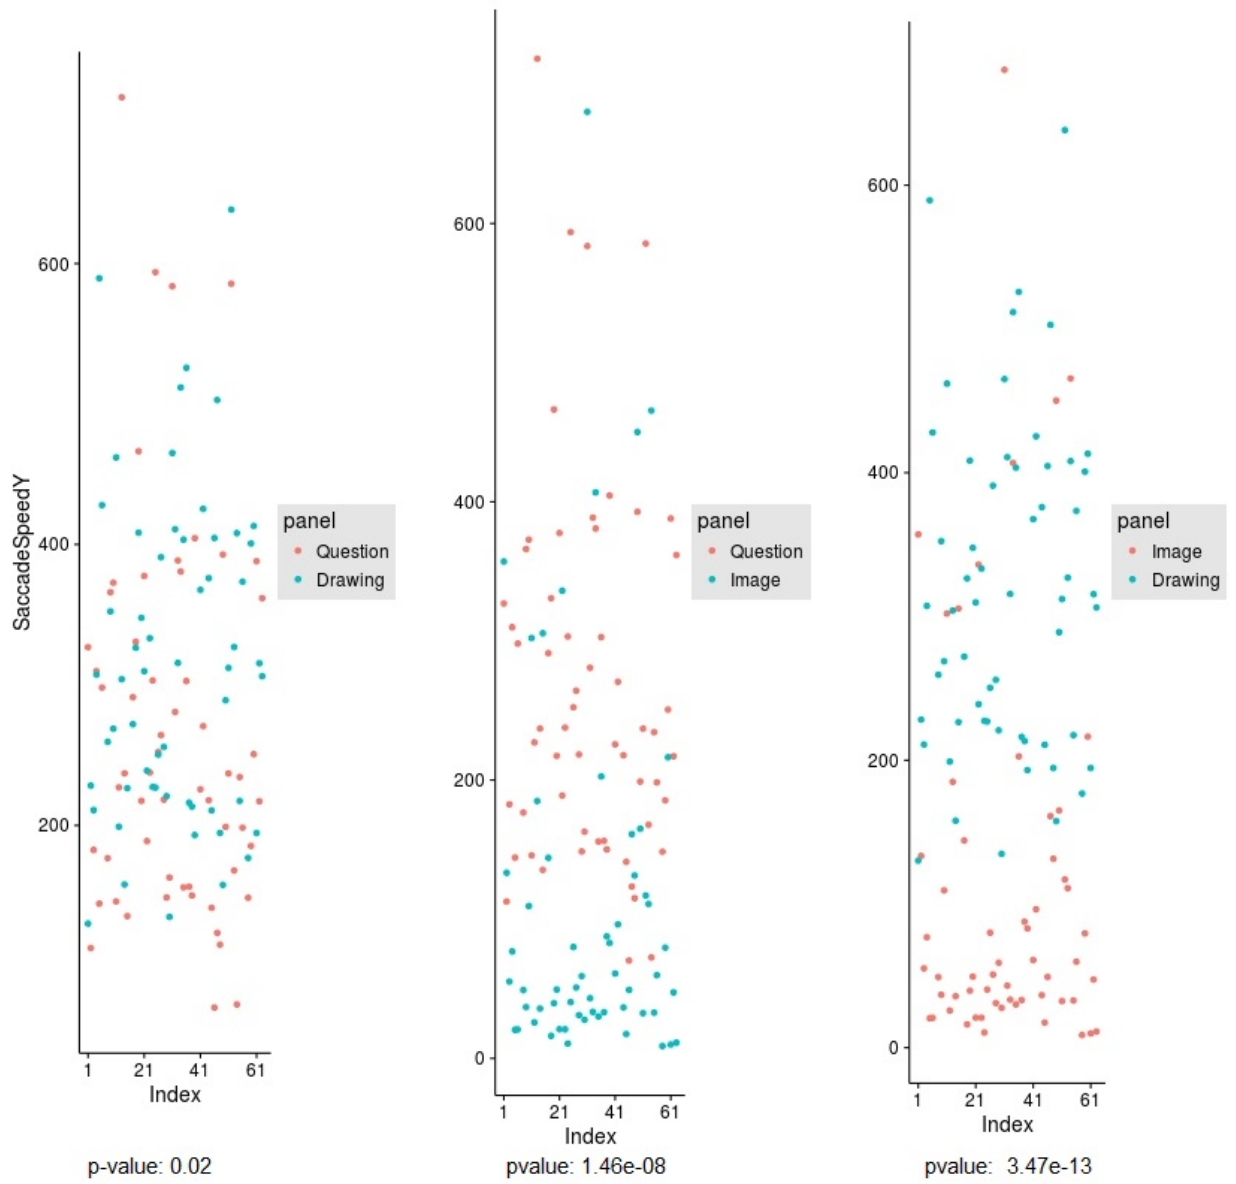 SaccadeSpeedY
600
400
200
1 21 41 61
Index
panel
Question
Drawing
p-value: 0.02
600
400
200
0
1 21 41 61
Index
panel
Question
Image
pvalue: 1.46e-08
600
400
200
0
1 21 41 61
Index
panel
Image
Drawing
pvalue: 3.47e-13